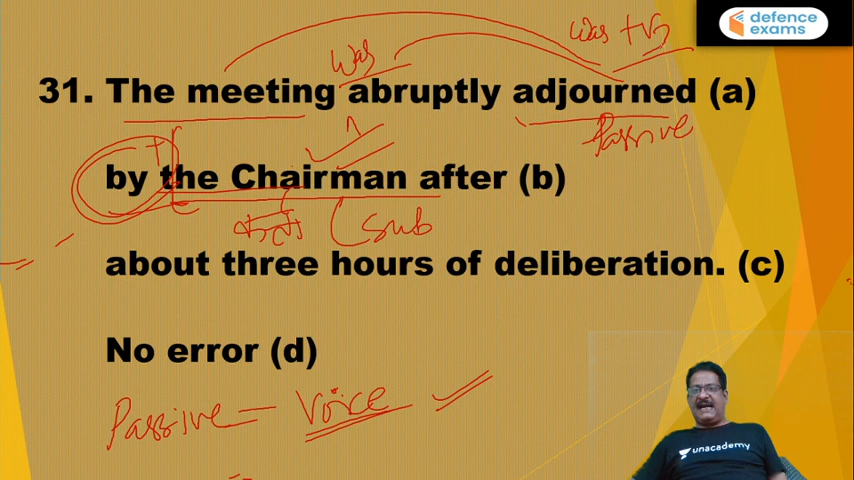 defence
exams
was + v3
was
31. The meeting abruptly adjourned (a)
Passive
by the Chairman after (b)
sub
about three hours of deliberation. (c)
No error (d)
Passive - Voice
unacademy